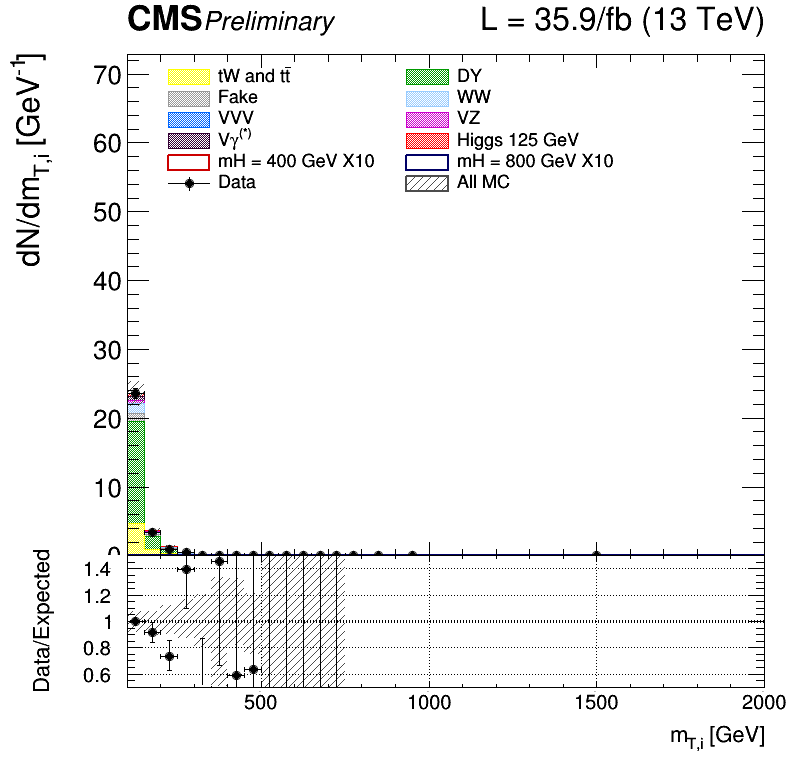 CMS Preliminary L = 35.9/fb (13 TeV)
dN/dm_{T,i} [GeV^{-1}]
70
60
50
40
30
20
10
0
tW and tt̄
DY
Fake
WW
VVV
VZ
Vγ^{(*)}
Higgs 125 GeV
mH = 400 GeV X10
mH = 800 GeV X10
Data
All MC
Data/Expected
1.4
1.2
1
0.8
0.6
500 1000 1500 2000
m_{T,i} [GeV]